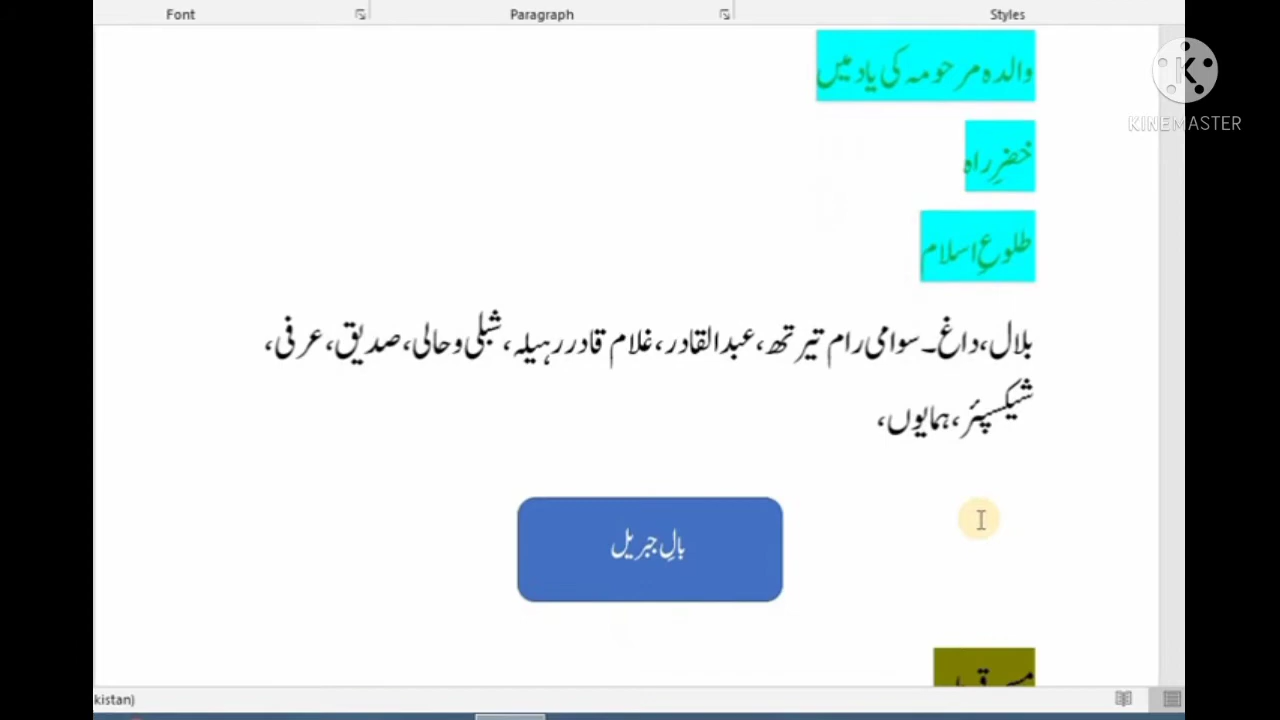 Font Paragraph Styles
KINEMASTER
والدہ مرحومہ کی یاد میں
خضرِ راہ
طلوعِ اسلام
بلال، داغ۔ سوامی رام تیرتھ، عبدالقادر، غلام قادر رہیلہ، شبلی و حالی، صدیق، عرفی،
شیکسپئر، ہمایوں،
بالِ جبریل
kistan)